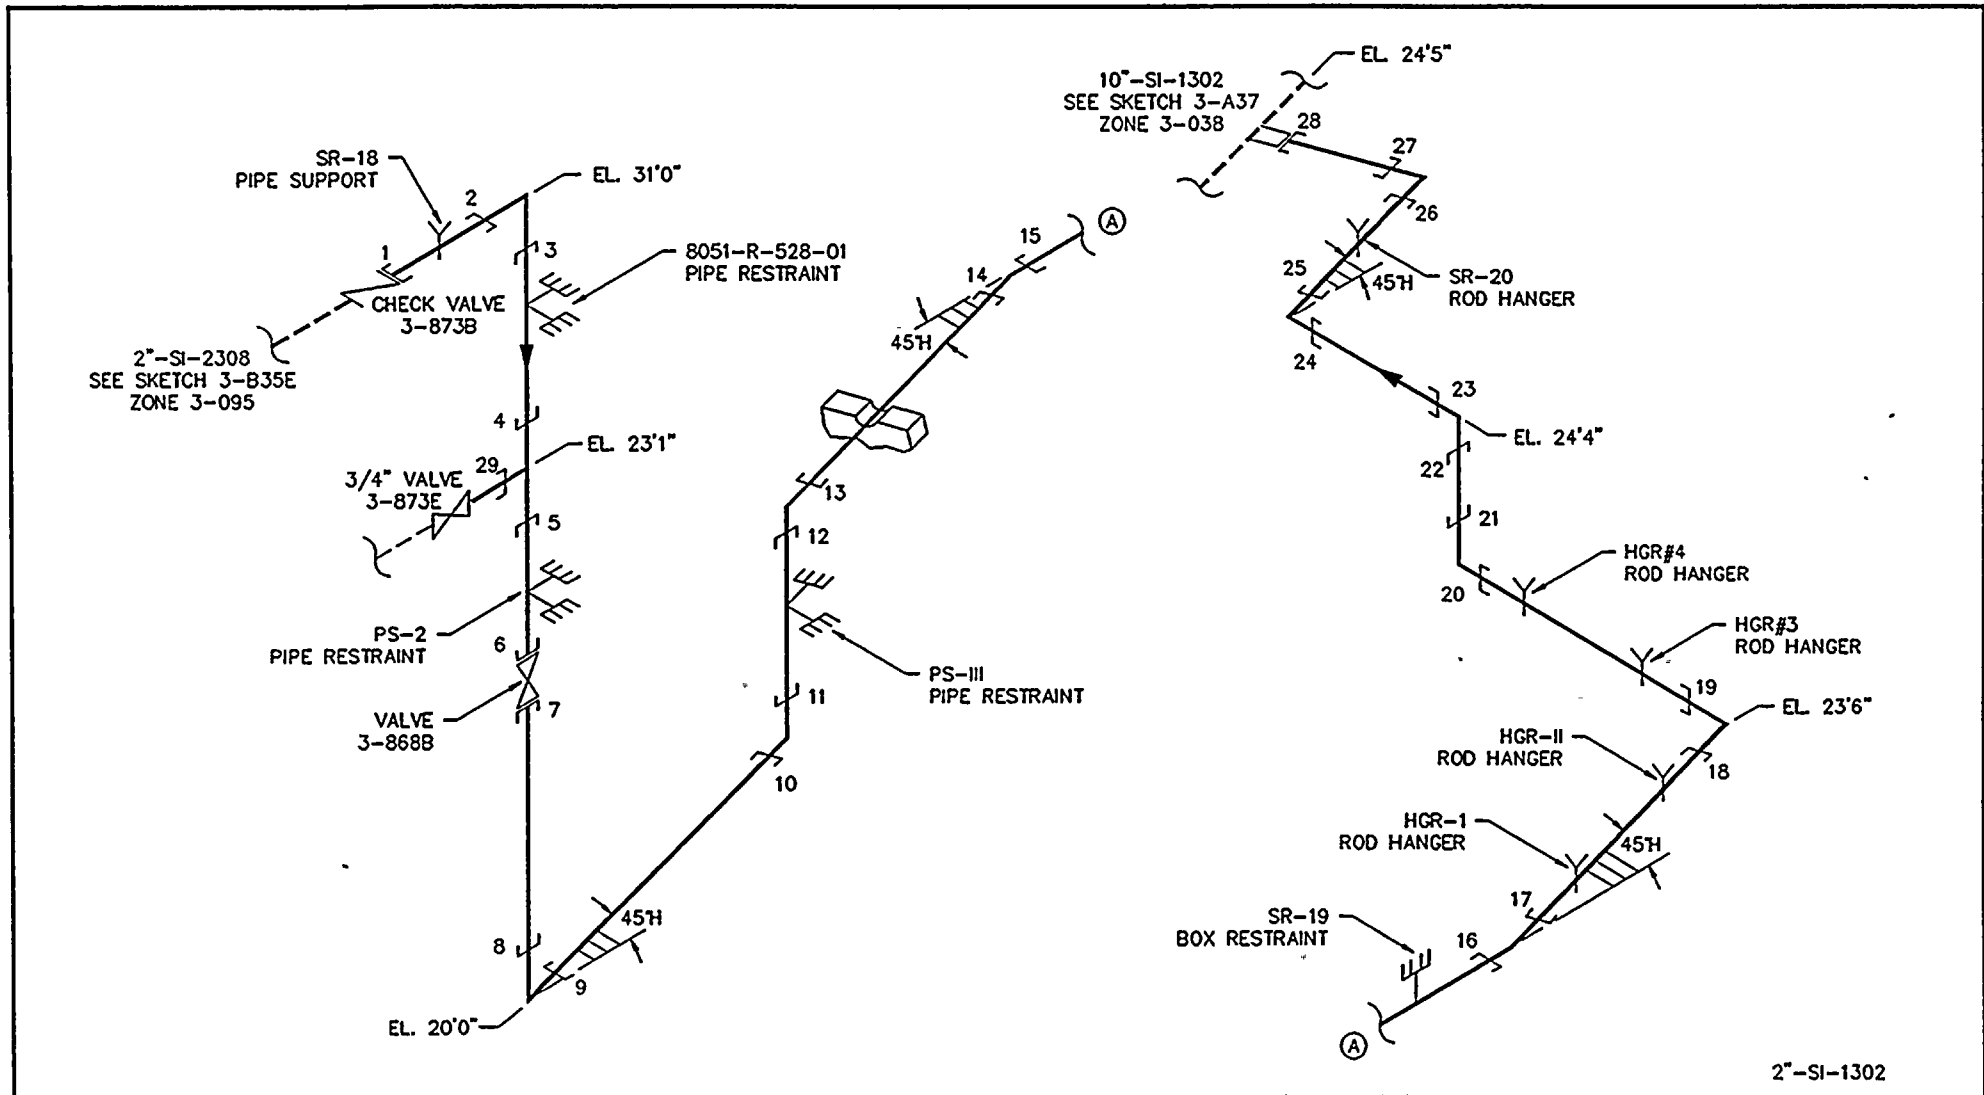 EL. 24'5"
10"-SI-1302
SEE SKETCH 3-A37
ZONE 3-038
28
27
26
SR-18
PIPE SUPPORT
2
EL. 31'0"
1
3
8051-R-528-01
PIPE RESTRAINT
CHECK VALVE
3-873B
2"-SI-2308
SEE SKETCH 3-B35E
ZONE 3-095
4
EL. 23'1"
29
3/4" VALVE
3-873E
5
PS-2
PIPE RESTRAINT
6
VALVE
3-868B
7
8
9
45°H
EL. 20'0"
10
11
PS-III
PIPE RESTRAINT
12
13
45°H
14
15
A
25
45°H
SR-20
ROD HANGER
24
23
EL. 24'4"
22
21
20
HGR#4
ROD HANGER
HGR#3
ROD HANGER
19
EL. 23'6"
HGR-II
ROD HANGER
18
HGR-1
ROD HANGER
45°H
17
SR-19
BOX RESTRAINT
16
A
2"-SI-1302